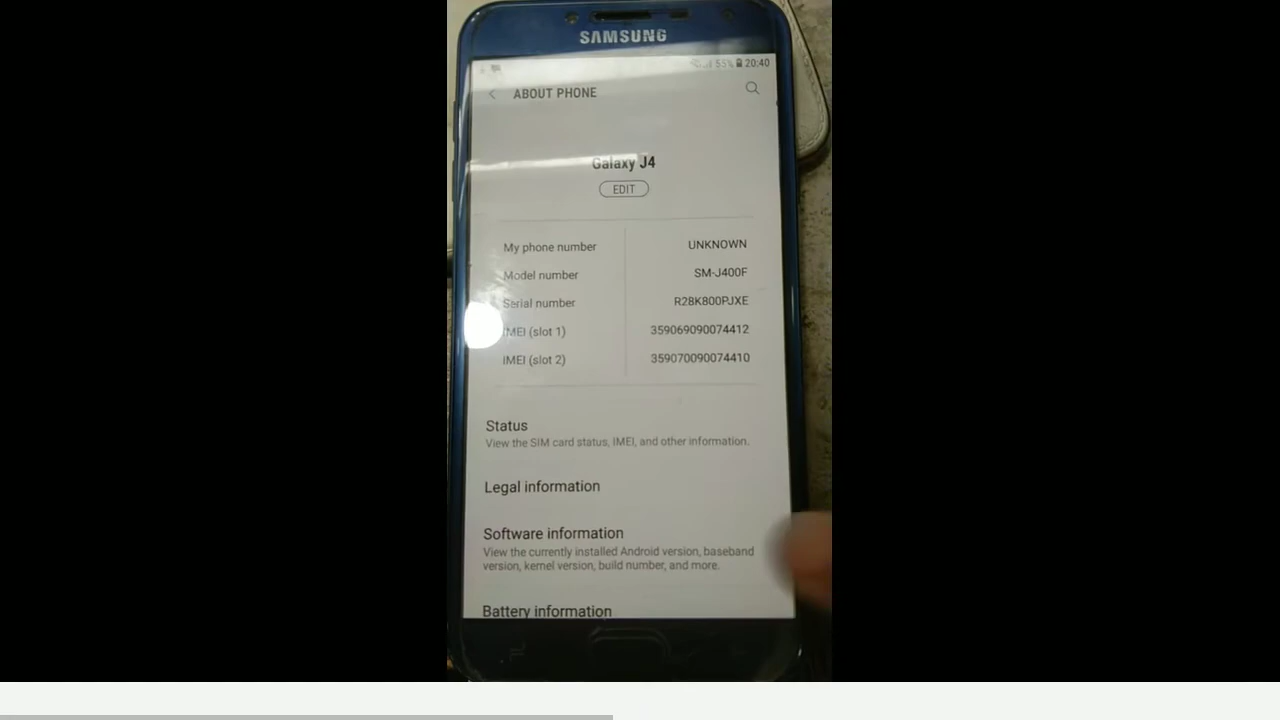 SAMSUNG
55% 20:40
ABOUT PHONE
Galaxy J4
EDIT
My phone number UNKNOWN
Model number SM-J400F
Serial number R28K800PJXE
IMEI (slot 1) 359069090074412
IMEI (slot 2) 359070090074410
Status
View the SIM card status, IMEI, and other information.
Legal information
Software information
View the currently installed Android version, baseband
version, kernel version, build number, and more.
Battery information